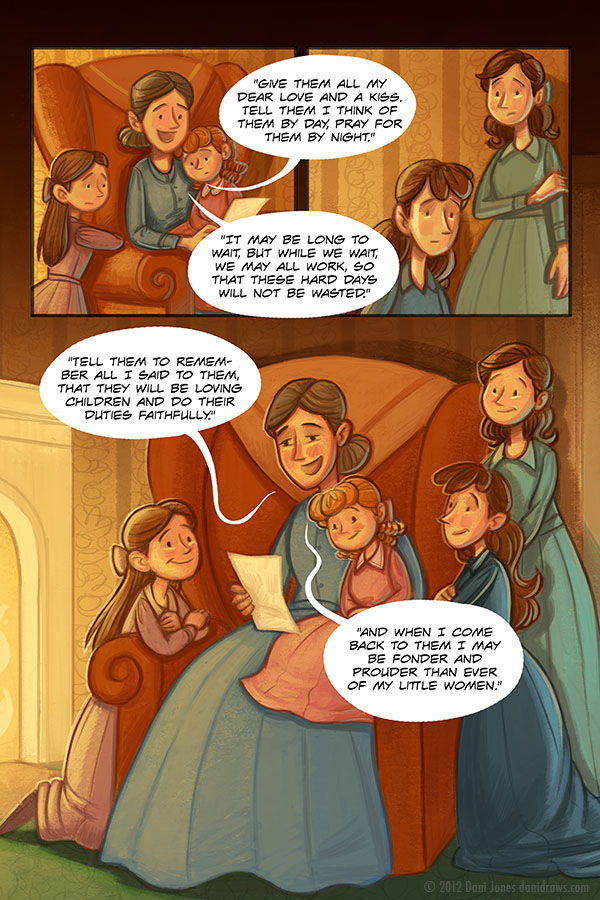 "GIVE THEM ALL MY
DEAR LOVE AND A KISS.
TELL THEM I THINK OF
THEM BY DAY, PRAY FOR
THEM BY NIGHT."
"IT MAY BE LONG TO
WAIT, BUT WHILE WE WAIT,
WE MAY ALL WORK, SO
THAT THESE HARD DAYS
WILL NOT BE WASTED."
"TELL THEM TO REMEM-
BER ALL I SAID TO THEM,
THAT THEY WILL BE LOVING
CHILDREN AND DO THEIR
DUTIES FAITHFULLY."
"AND WHEN I COME
BACK TO THEM I MAY
BE FONDER AND
PROUDER THAN EVER
OF MY LITTLE WOMEN."
© 2012 Dani Jones danidraws.com